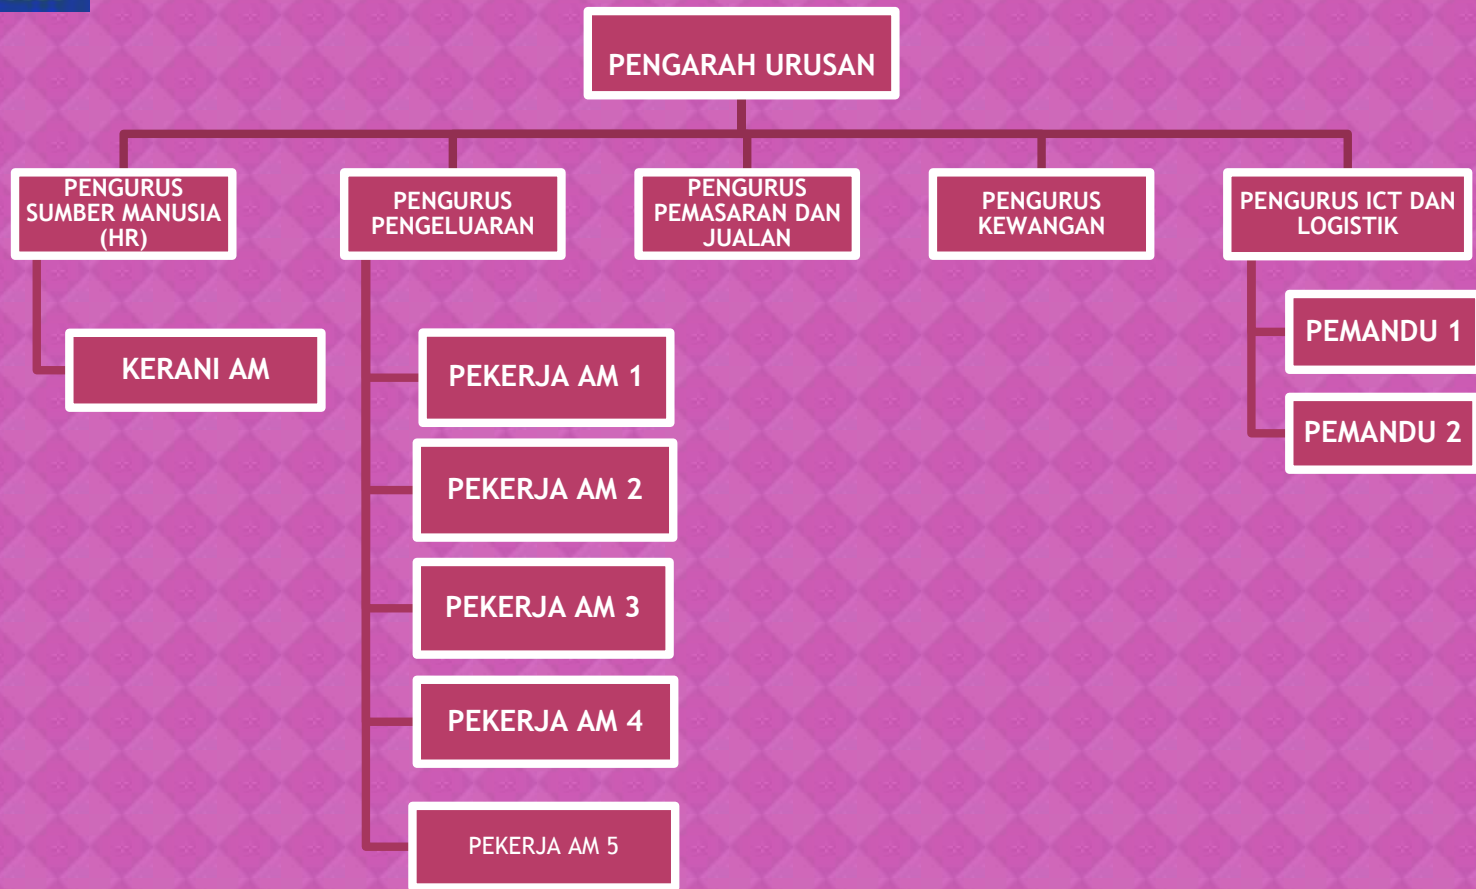 PENGARAH URUSAN
PENGURUS
SUMBER MANUSIA
(HR)
PENGURUS
PENGELUARAN
PENGURUS
PEMASARAN DAN
JUALAN
PENGURUS
KEWANGAN
PENGURUS ICT DAN
LOGISTIK
KERANI AM
PEKERJA AM 1
PEKERJA AM 2
PEKERJA AM 3
PEKERJA AM 4
PEKERJA AM 5
PEMANDU 1
PEMANDU 2